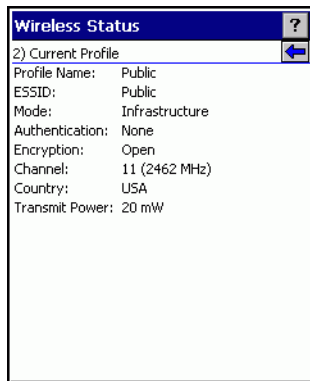 Wireless Status ?
2) Current Profile
Profile Name: Public
ESSID: Public
Mode: Infrastructure
Authentication: None
Encryption: Open
Channel: 11 (2462 MHz)
Country: USA
Transmit Power: 20 mW